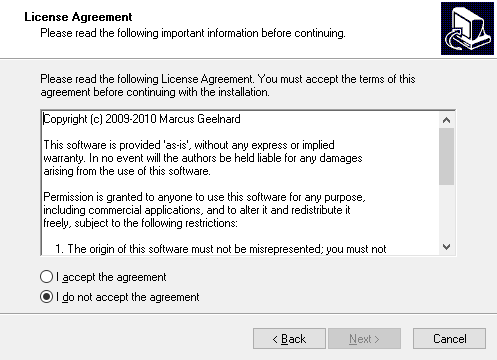 License Agreement
Please read the following important information before continuing.
Please read the following License Agreement. You must accept the terms of this
agreement before continuing with the installation.
Copyright (c) 2009-2010 Marcus Geelnard
This software is provided 'as-is', without any express or implied
warranty. In no event will the authors be held liable for any damages
arising from the use of this software.
Permission is granted to anyone to use this software for any purpose,
including commercial applications, and to alter it and redistribute it
freely, subject to the following restrictions:
1. The origin of this software must not be misrepresented; you must not
I accept the agreement
I do not accept the agreement
< Back
Next >
Cancel